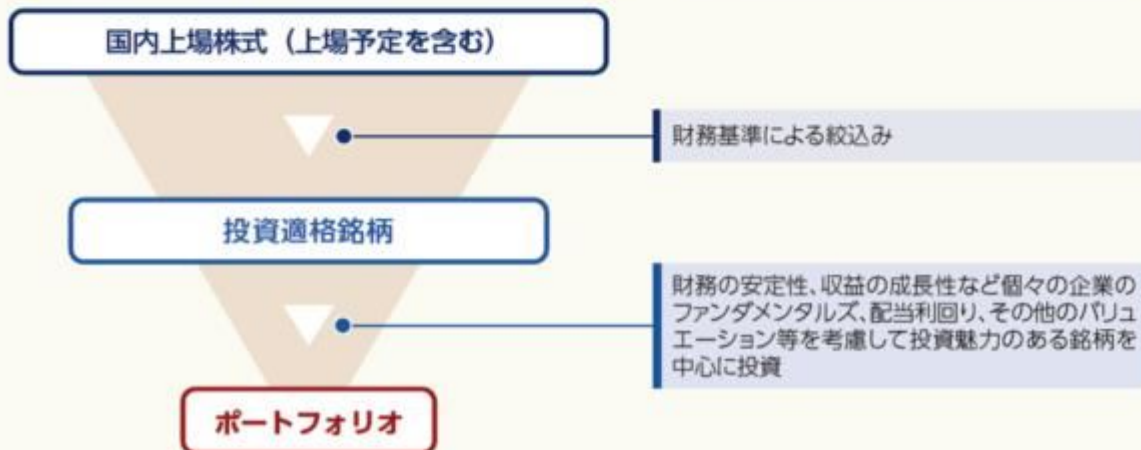 国内上場株式（上場予定を含む）
財務基準による絞込み
投資適格銘柄
財務の安定性、収益の成長性など個々の企業の
ファンダメンタルズ、配当利回り、その他のバリュ
エーション等を考慮して投資魅力のある銘柄を
中心に投資
ポートフォリオ